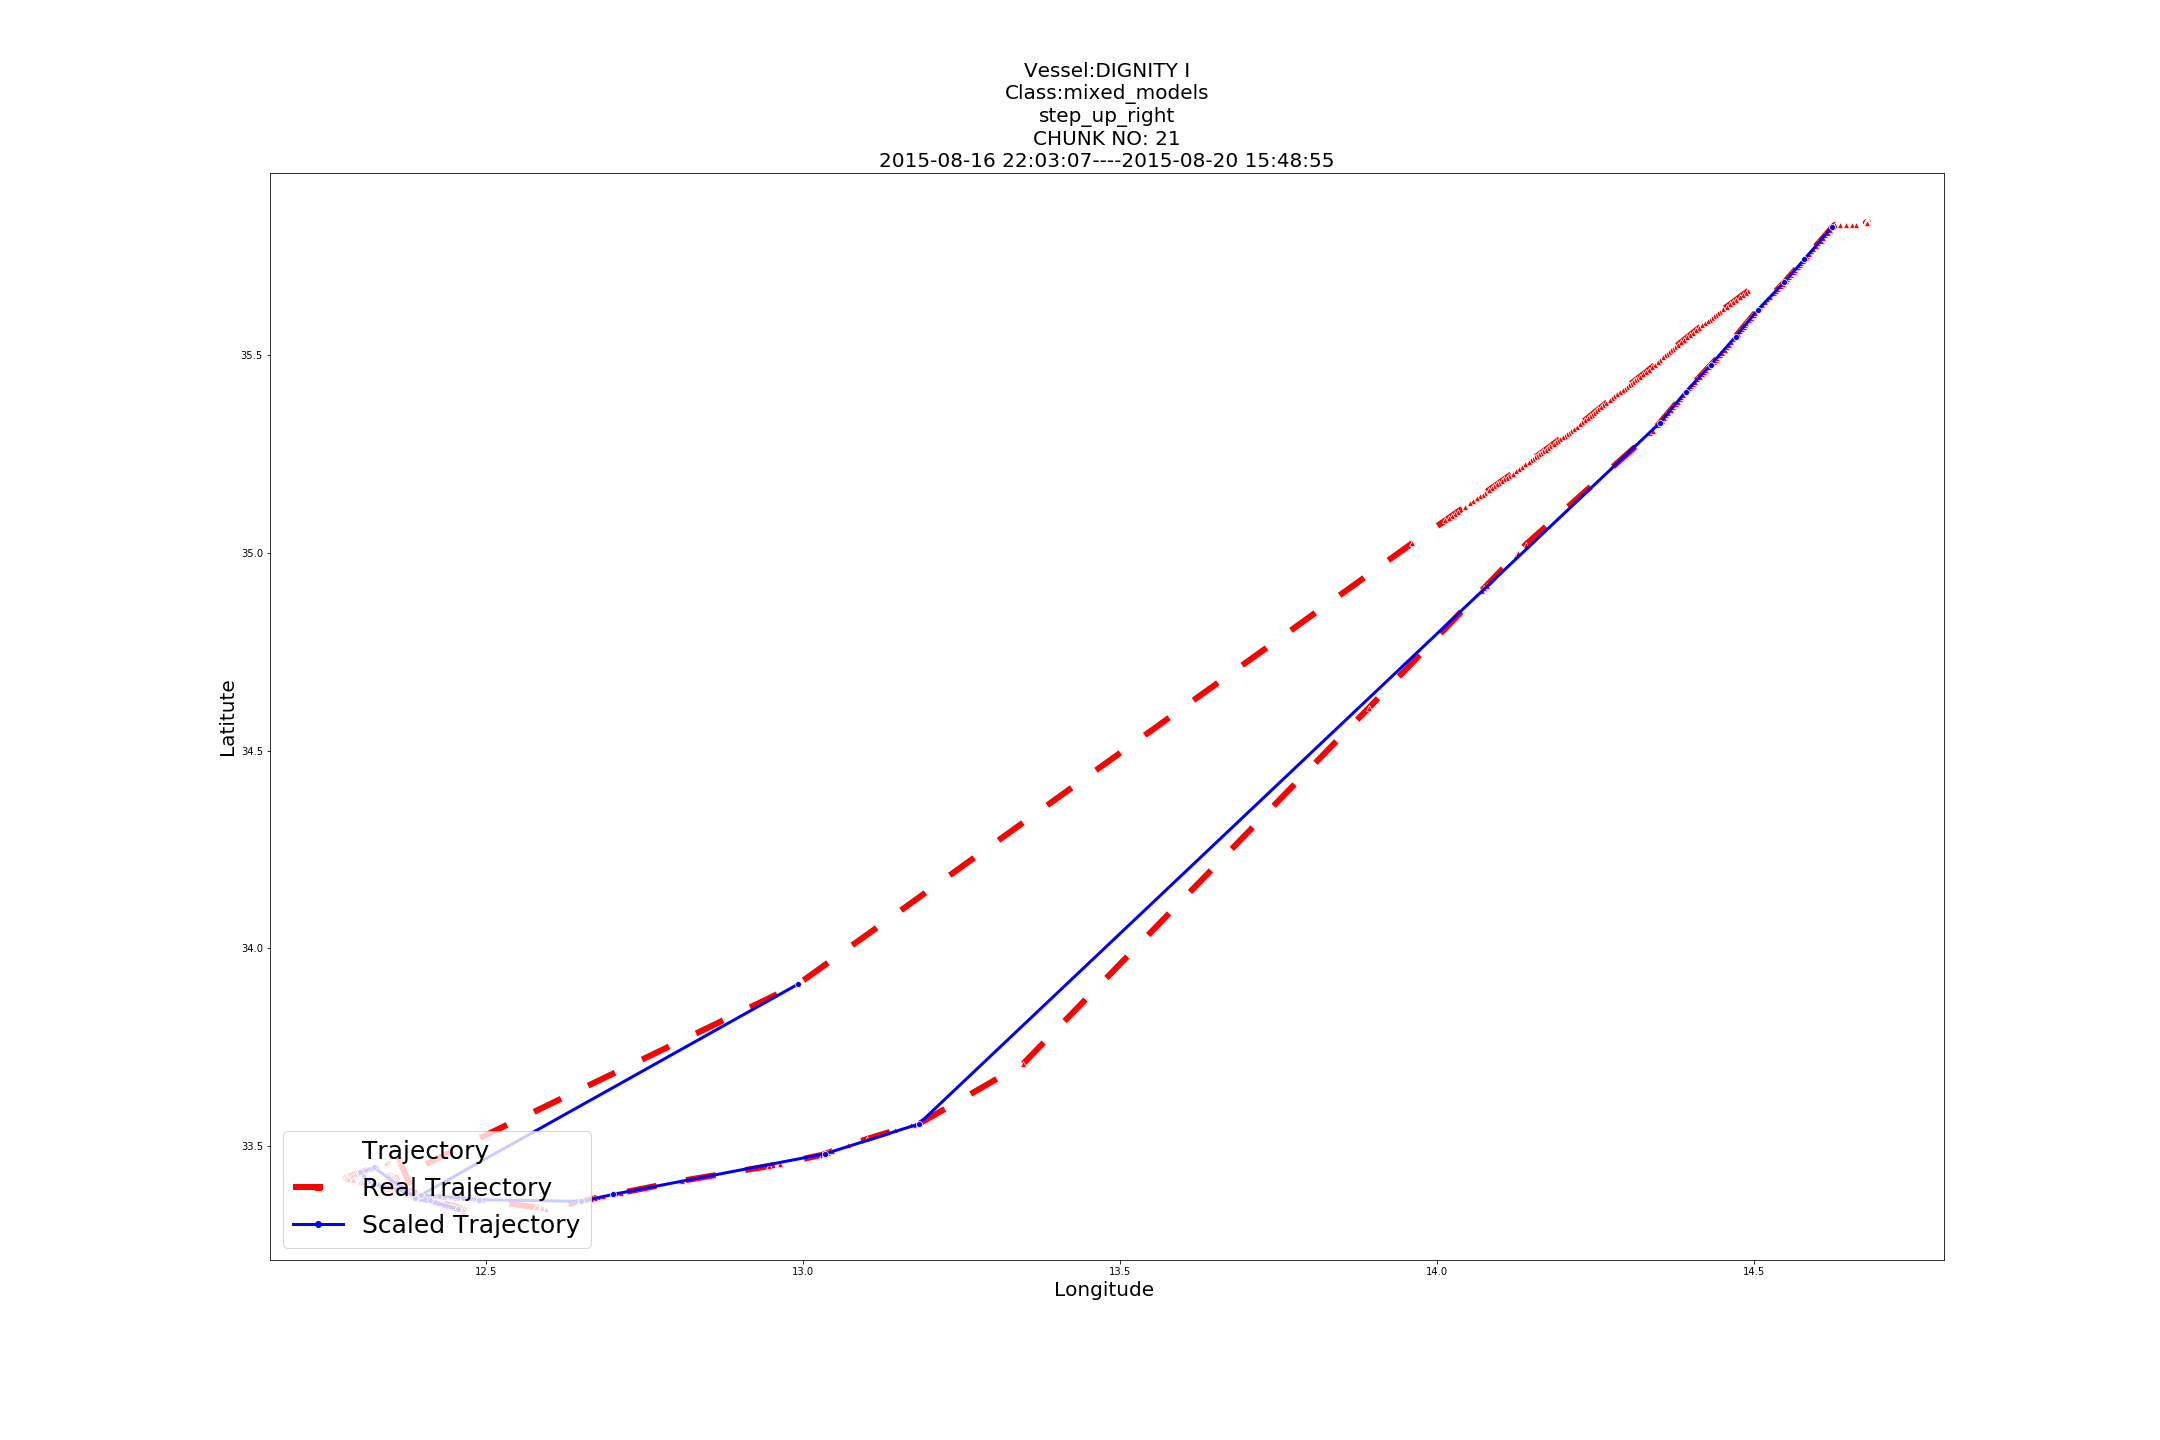 Vessel:DIGNITY I
Class:mixed_models
step_up_right
CHUNK NO: 21
2015-08-16 22:03:07----2015-08-20 15:48:55
35.5
35.0
34.5
34.0
33.5
Latitute
Trajectory
Real Trajectory
Scaled Trajectory
12.5
13.0
13.5
14.0
14.5
Longitude